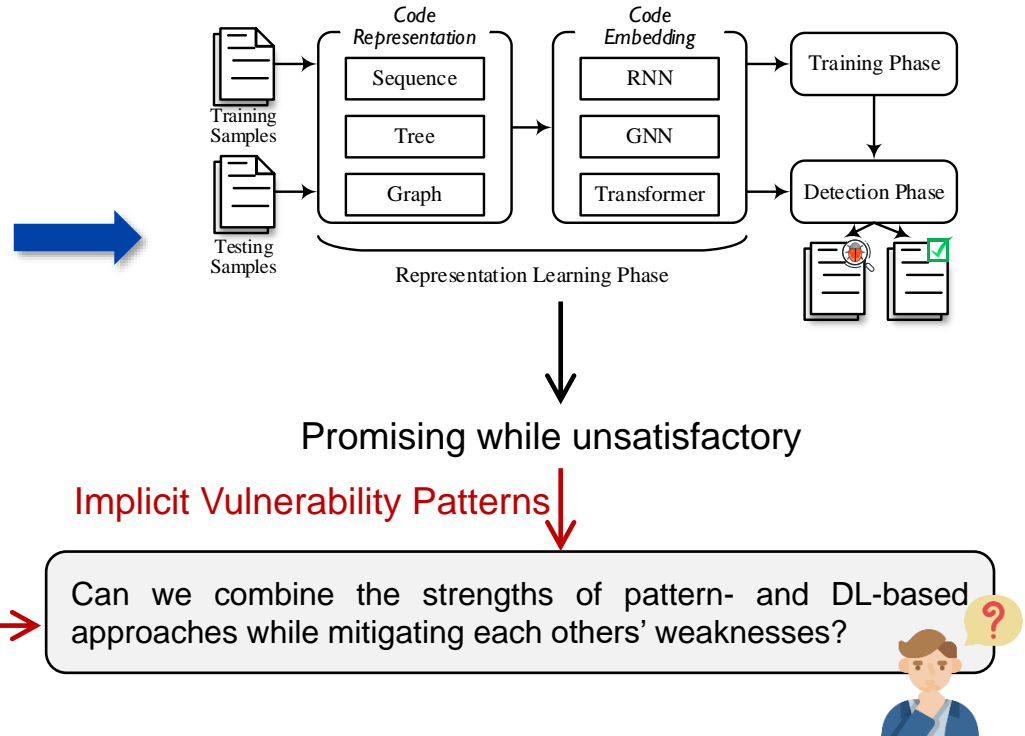 Code
Representation
Code
Embedding
Training
Samples
Testing
Samples
Sequence
Tree
Graph
RNN
GNN
Transformer
Training Phase
Detection Phase
Representation Learning Phase
Promising while unsatisfactory
Implicit Vulnerability Patterns
Can we combine the strengths of pattern- and DL-based
approaches while mitigating each others’ weaknesses?
?